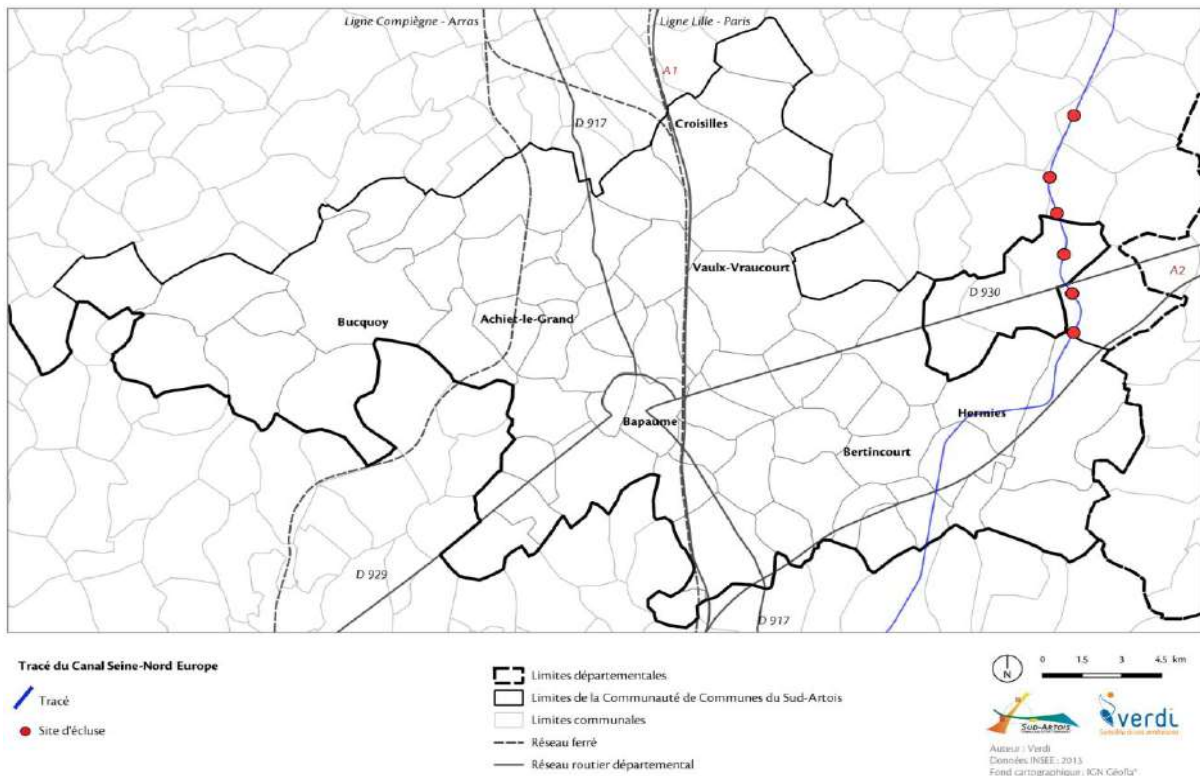 Ligne Compiègne - Arras
Ligne Lille - Paris
A1
D 917
Croisilles
Vaulx-Vraucourt
A2
D 930
Bucquoy
Achiet-le-Grand
Bapaume
Hermies
Bertincourt
D 929
D 917
Tracé du Canal Seine-Nord Europe
Tracé
Site d'écluse
Limites départementales
Limites de la Communauté de Communes du Sud-Artois
Limites communales
Réseau ferré
Réseau routier départemental
N
0 1.5 3 4.5 km
SUD-ARTOIS
verdi
Auteur : Verdi
Données INSEE : 2013
Fond cartographique : IGN Géofla®